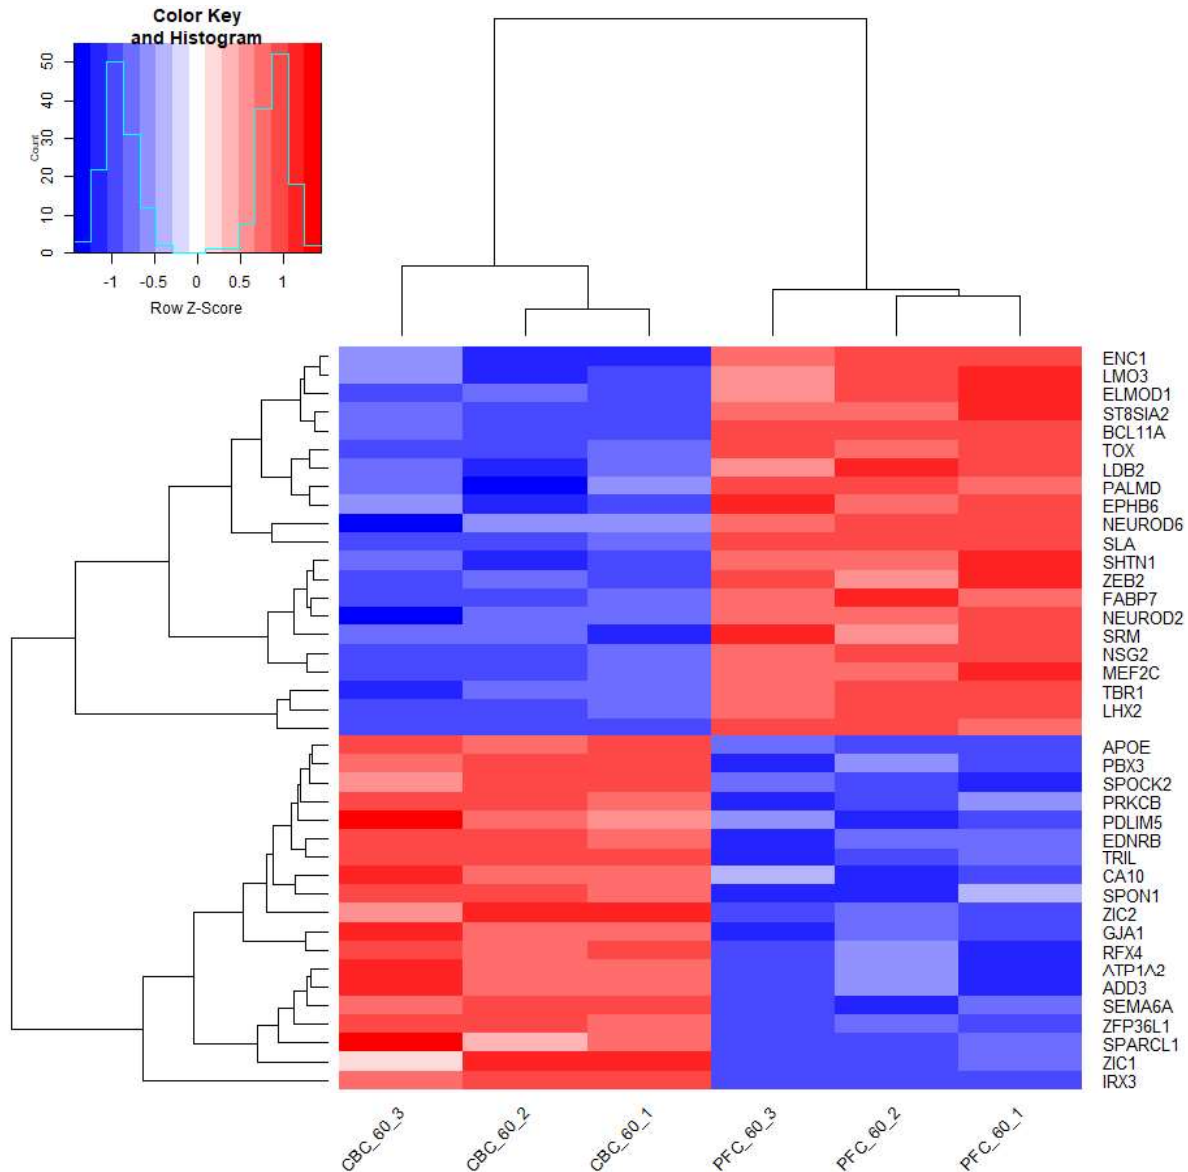 Color Key
and Histogram
50
40
30
20
10
0
Count
-1 -0.5 0 0.5 1
Row Z-Score
ENC1
LMO3
ELMOD1
ST8SIA2
BCL11A
TOX
LDB2
PALMD
EPHB6
NEUROD6
SLA
SHTN1
ZEB2
FABP7
NEUROD2
SRM
NSG2
MEF2C
TBR1
LHX2
APOE
PBX3
SPOCK2
PRKCB
PDLIM5
EDNRB
TRIL
CA10
SPON1
ZIC2
GJA1
RFX4
ATP1A2
ADD3
SEMA6A
ZFP36L1
SPARCL1
ZIC1
IRX3
CBC_60_3 CBC_60_2 CBC_60_1 PFC_60_3 PFC_60_2 PFC_60_1